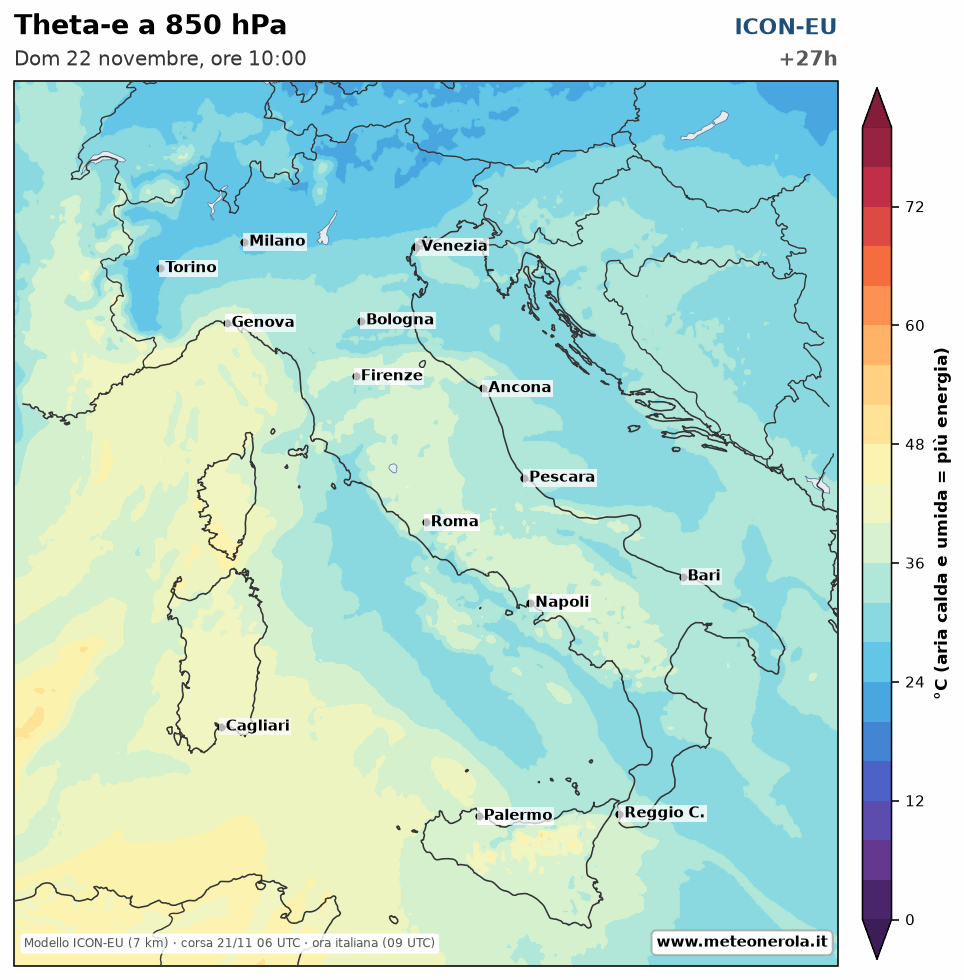 Theta-e a 850 hPa
ICON-EU
Dom 22 novembre, ore 10:00
+27h
Milano
Venezia
Torino
Genova
Bologna
Firenze
Ancona
Pescara
Roma
Bari
Napoli
Cagliari
Palermo
Reggio C.
72
60
48
36
24
12
0
°C (aria calda e umida = più energia)
Modello ICON-EU (7 km) · corsa 21/11 06 UTC · ora italiana (09 UTC)
www.meteonerola.it